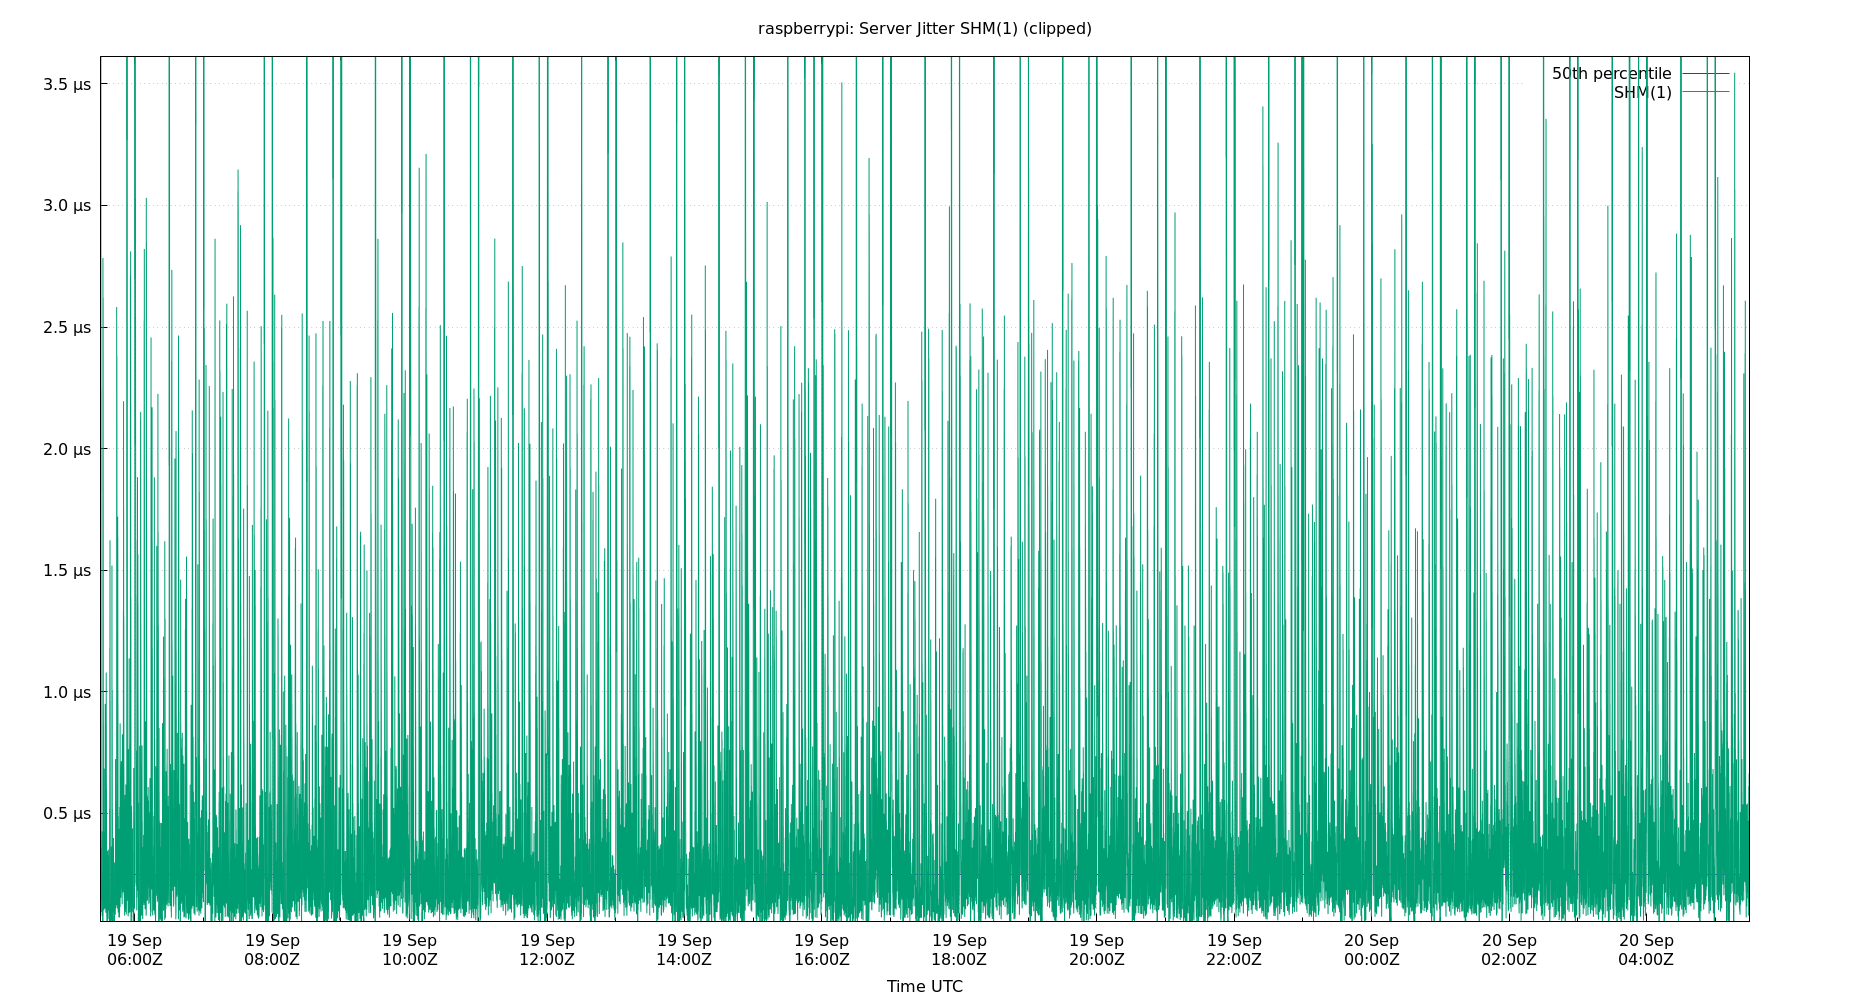 raspberrypi: Server Jitter SHM(1) (clipped)
50th percentile
SHM(1)
3.5 µs
3.0 µs
2.5 µs
2.0 µs
1.5 µs
1.0 µs
0.5 µs
19 Sep 19 Sep 19 Sep 19 Sep 19 Sep 19 Sep 19 Sep 19 Sep 19 Sep 20 Sep 20 Sep 20 Sep
06:00Z 08:00Z 10:00Z 12:00Z 14:00Z 16:00Z 18:00Z 20:00Z 22:00Z 00:00Z 02:00Z 04:00Z
Time UTC